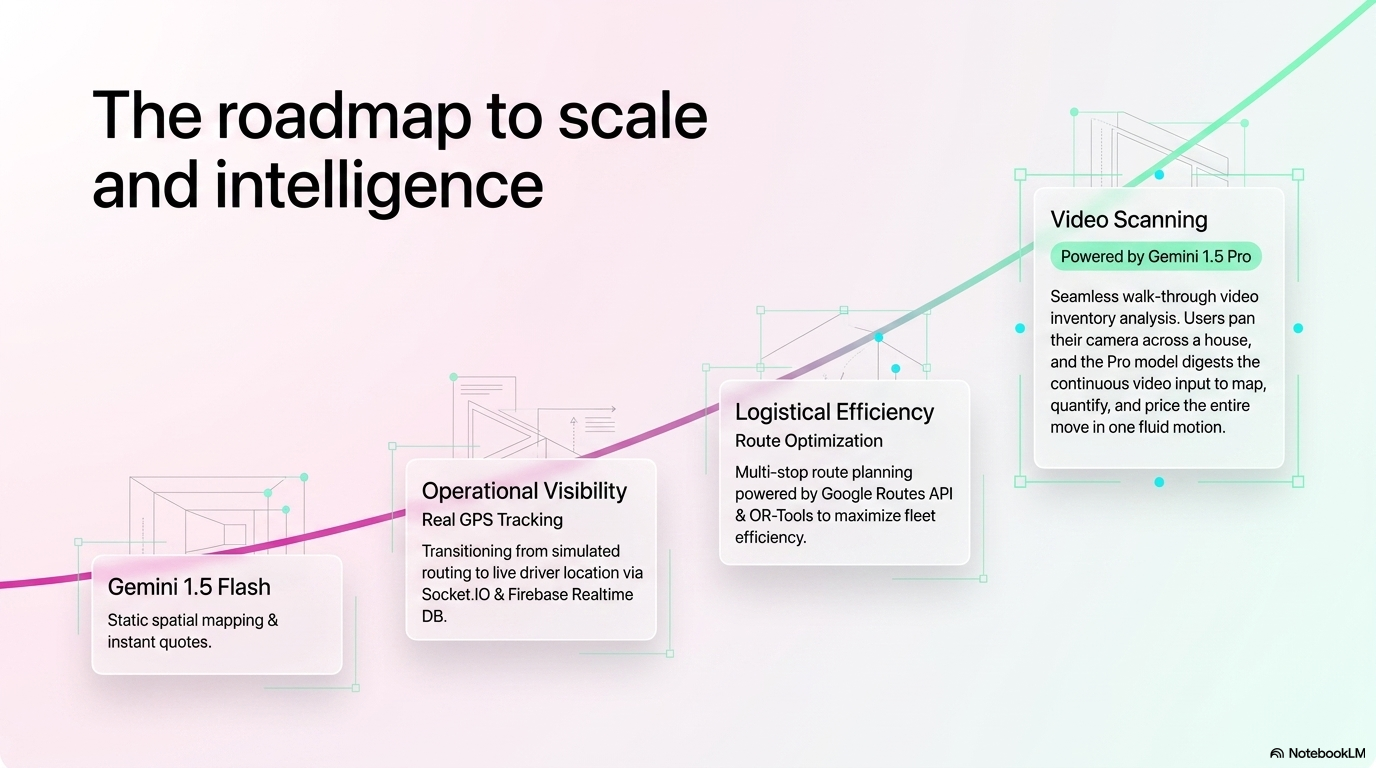 The roadmap to scale
and intelligence
Gemini 1.5 Flash
Static spatial mapping &
instant quotes.
Operational Visibility
Real GPS Tracking
Transitioning from simulated
routing to live driver location via
Socket.IO & Firebase Realtime
DB.
Logistical Efficiency
Route Optimization
Multi-stop route planning
powered by Google Routes API
& OR-Tools to maximize fleet
efficiency.
Video Scanning
Powered by Gemini 1.5 Pro
Seamless walk-through video
inventory analysis. Users pan
their camera across a house,
and the Pro model digests the
continuous video input to map,
quantify, and price the entire
move in one fluid motion.
NotebookLM